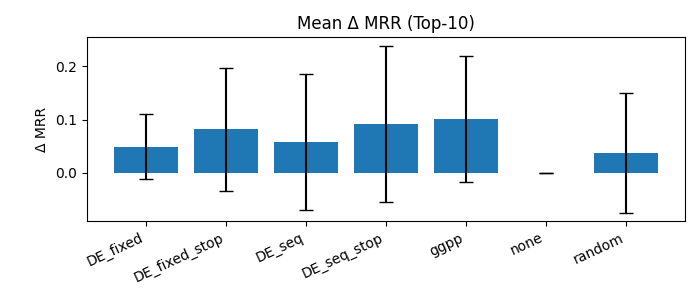 Mean Δ MRR (Top-10)
Δ MRR
0.2
0.1
0.0
DE_fixed
DE_fixed_stop
DE_seq
DE_seq_stop
ggpp
none
random